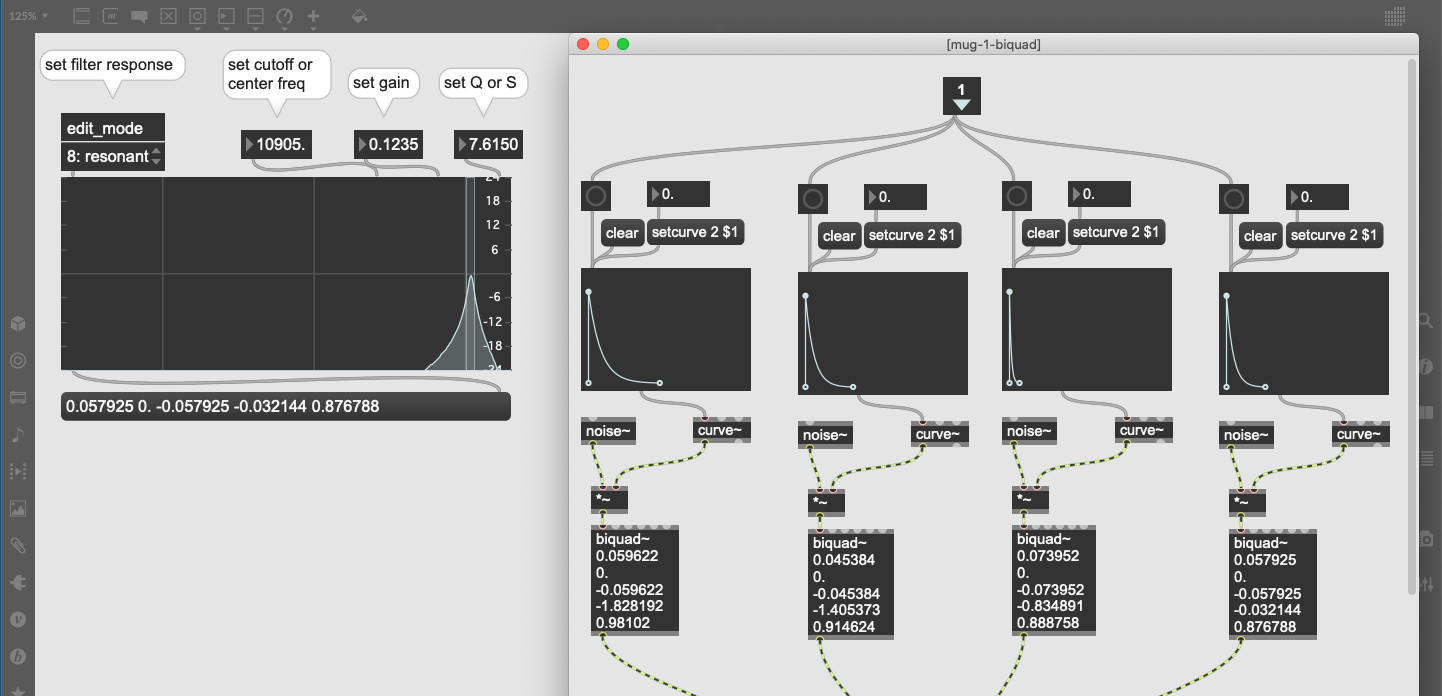 125%
[mug-1-biquad]
set filter response
set cutoff or
center freq
set gain
set Q or S
edit_mode
8: resonant
10905.
0.1235
7.6150
24
18
12
6
-6
-12
-18
-24
0.057925 0. -0.057925 -0.032144 0.876788
1
0.
clear
setcurve 2 $1
noise~
curve~
*~
biquad~
0.059622
0.
-0.059622
-1.828192
0.98102
0.
clear
setcurve 2 $1
noise~
curve~
*~
biquad~
0.045384
0.
-0.045384
-1.405373
0.914624
0.
clear
setcurve 2 $1
noise~
curve~
*~
biquad~
0.073952
0.
-0.073952
-0.834891
0.888758
0.
clear
setcurve 2 $1
noise~
curve~
*~
biquad~
0.057925
0.
-0.057925
-0.032144
0.876788